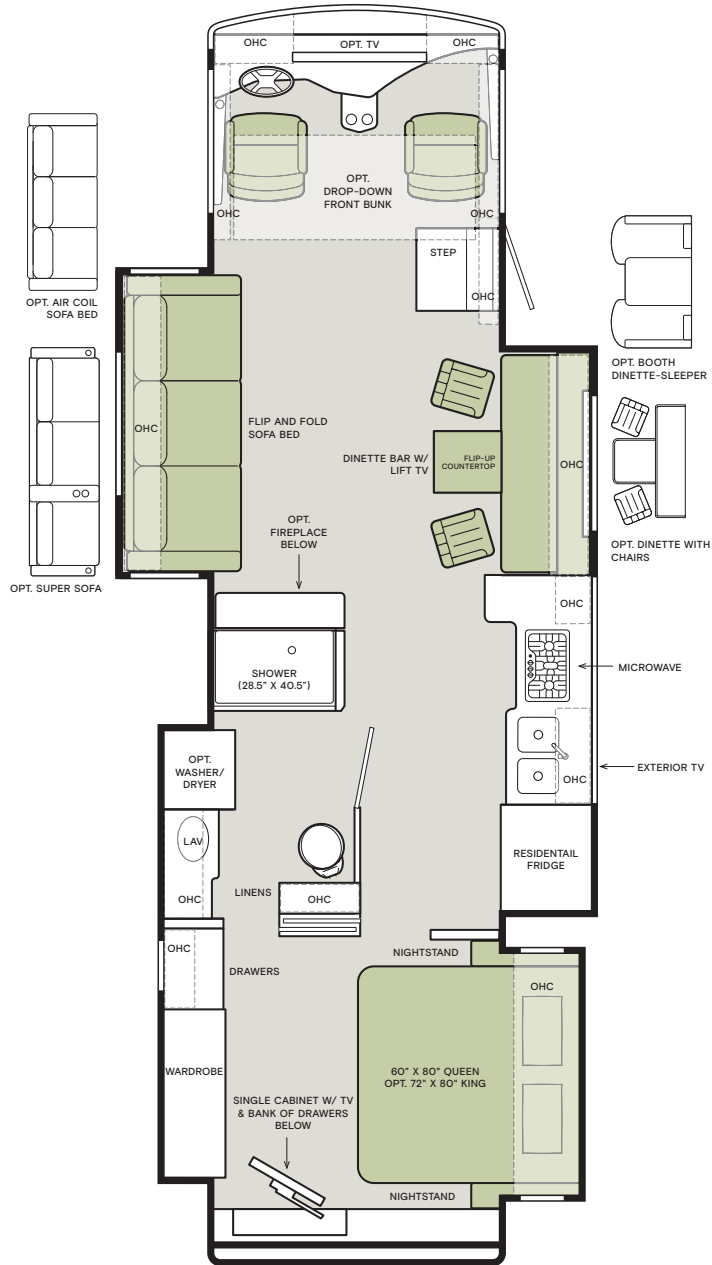 OHC
OPT. TV
OHC
OPT.
DROP-DOWN
FRONT BUNK
OHC
OHC
STEP
OHC
OPT. AIR COIL
SOFA BED
OPT. SUPER SOFA
OHC
FLIP AND FOLD
SOFA BED
DINETTE BAR W/
LIFT TV
FLIP-UP
COUNTERTOP
OHC
OPT. BOOTH
DINETTE-SLEEPER
OPT. DINETTE WITH
CHAIRS
OPT.
FIREPLACE
BELOW
SHOWER
(28.5" X 40.5")
OHC
MICROWAVE
EXTERIOR TV
OHC
OPT.
WASHER/
DRYER
LAV
OHC
LINENS
OHC
RESIDENTAIL
FRIDGE
OHC
DRAWERS
NIGHTSTAND
OHC
WARDROBE
60" X 80" QUEEN
OPT. 72" X 80" KING
SINGLE CABINET W/ TV
& BANK OF DRAWERS
BELOW
NIGHTSTAND